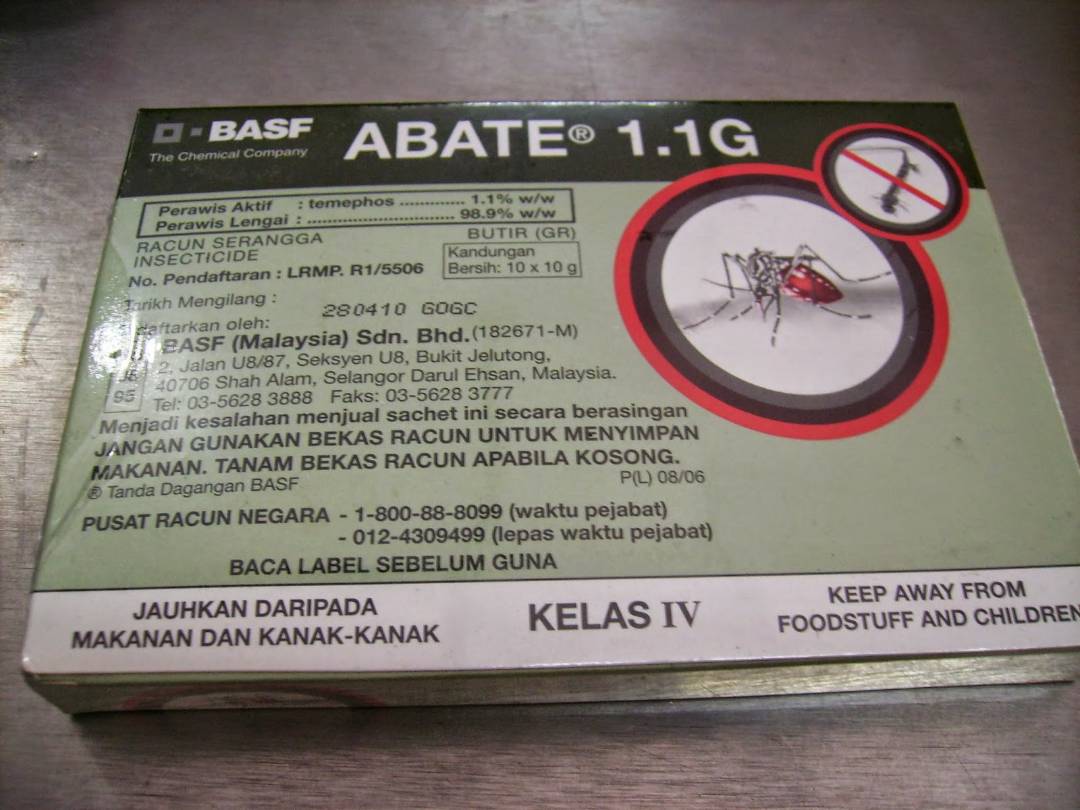 BASF
The Chemical Company
ABATE® 1.1G
Perawis Aktif : temephos .............. 1.1% w/w
Perawis Lengai : ................................ 98.9% w/w
RACUN SERANGGA
INSECTICIDE
BUTIR (GR)
Kandungan
Bersih: 10 x 10 g
No. Pendaftaran : LRMP. R1/5506
Tarikh Mengilang :
280410 GOGC
daftarkan oleh:
BASF (Malaysia) Sdn. Bhd. (182671-M)
2, Jalan U8/87, Seksyen U8, Bukit Jelutong,
40706 Shah Alam, Selangor Darul Ehsan, Malaysia.
95
Tel: 03-5628 3888 Faks: 03-5628 3777
Menjadi kesalahan menjual sachet ini secara berasingan
JANGAN GUNAKAN BEKAS RACUN UNTUK MENYIMPAN
MAKANAN. TANAM BEKAS RACUN APABILA KOSONG.
® Tanda Dagangan BASF
P(L) 08/06
PUSAT RACUN NEGARA - 1-800-88-8099 (waktu pejabat)
- 012-4309499 (lepas waktu pejabat)
BACA LABEL SEBELUM GUNA
JAUHKAN DARIPADA
MAKANAN DAN KANAK-KANAK
KELAS IV
KEEP AWAY FROM
FOODSTUFF AND CHILDREN